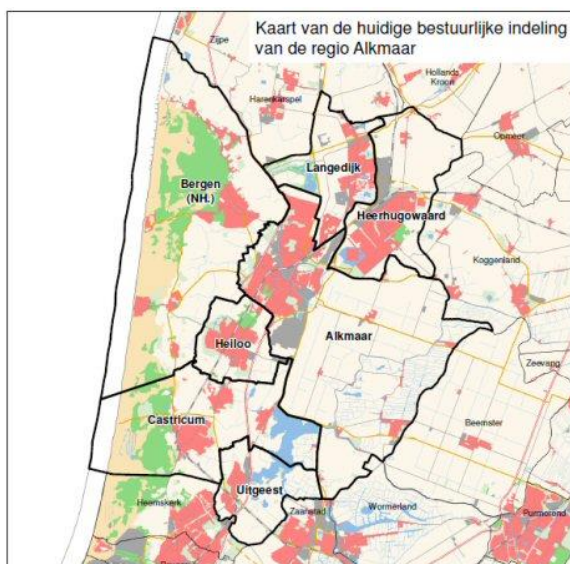 Kaart van de huidige bestuurlijke indeling
van de regio Alkmaar
Zijpe
Hollands
Kroon
Harenkarspel
Opmeer
Langedijk
Bergen
(NH.)
Heerhugowaard
Koggenland
Alkmaar
Heiloo
Zeevang
Castricum
Beemster
Uitgeest
Heemskerk
Zaanstad
Wormerland
Purmerend